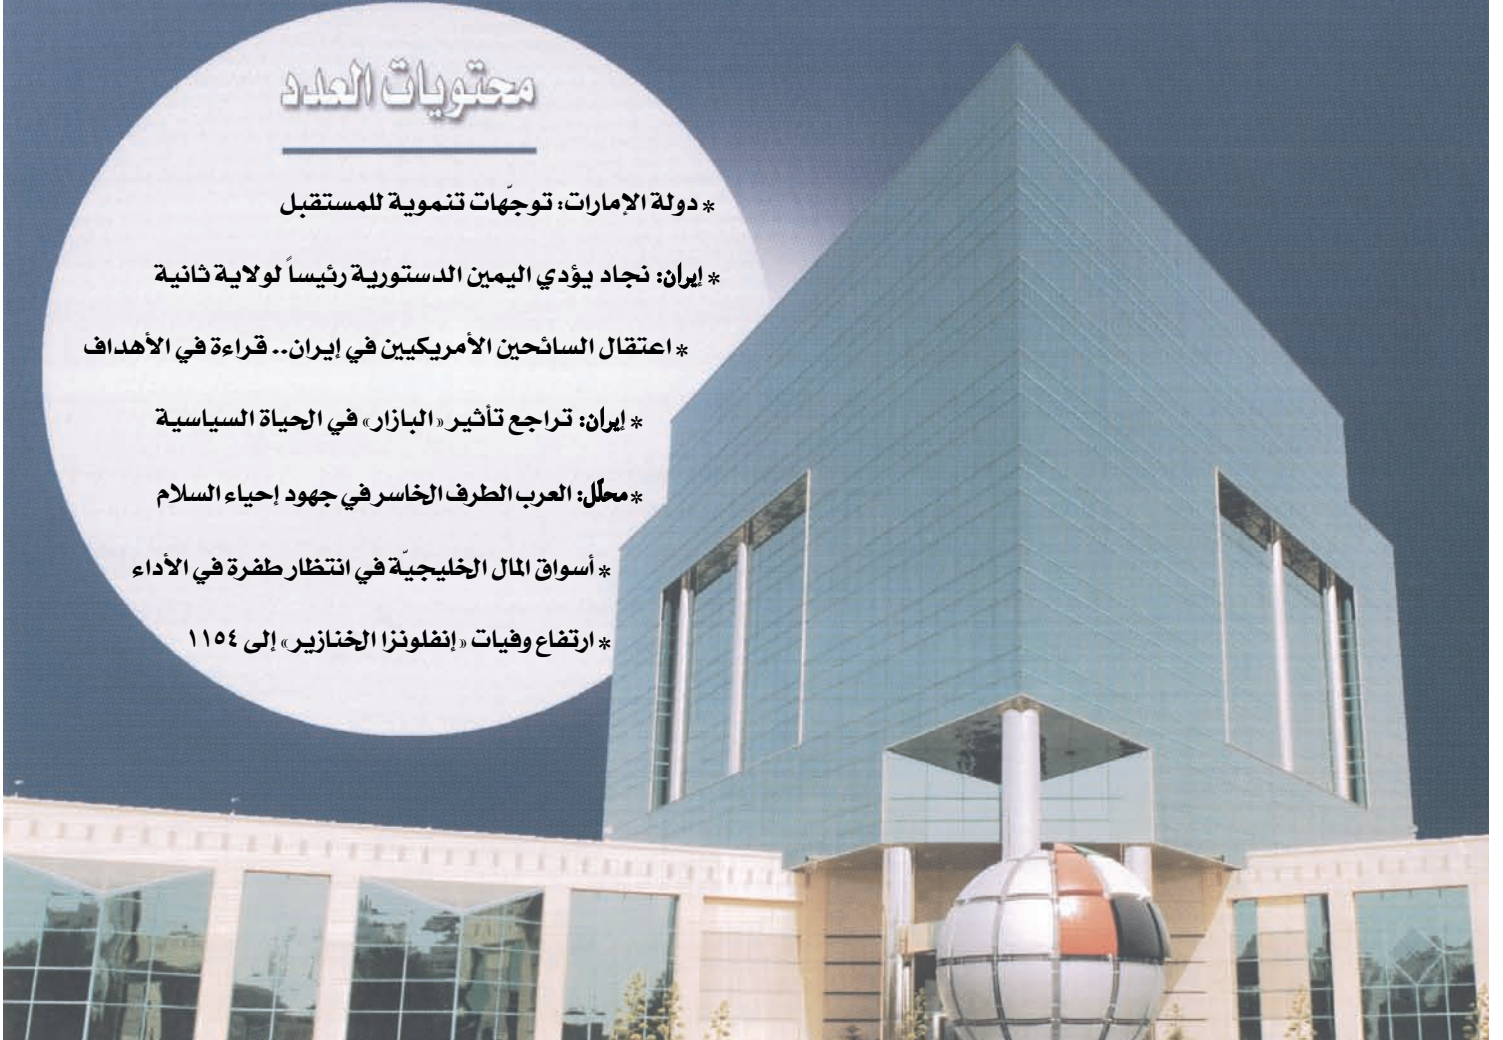 محتويات العدد
* دولة الإمارات: توجّهات تنموية للمستقبل
* إيران: نجاد يؤدي اليمين الدستورية رئيساً لولاية ثانية
* اعتقال السائحين الأمريكيين في إيران.. قراءة في الأهداف
* إيران: تراجع تأثير «البازار» في الحياة السياسية
* محلّل: العرب الطرف الخاسر في جهود إحياء السلام
* أسواق المال الخليجيّة في انتظار طفرة في الأداء
* ارتفاع وفيات «إنفلونزا الخنازير» إلى ١١٥٤